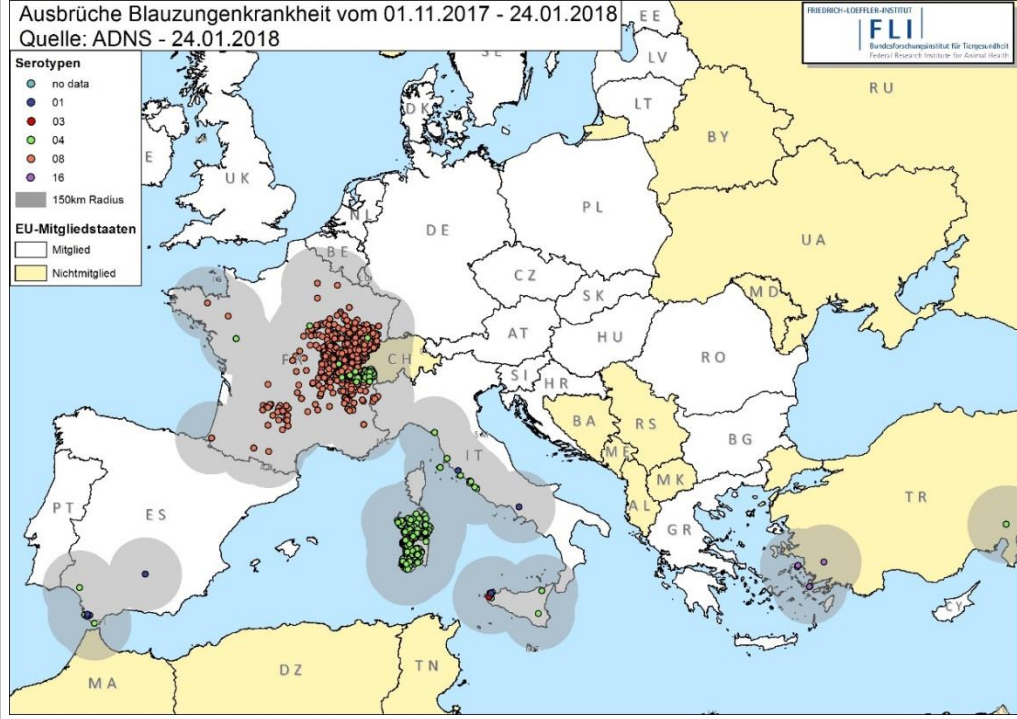 Ausbrüche Blauzungenkrankheit vom 01.11.2017 - 24.01.2018
Quelle: ADNS - 24.01.2018
FRIEDRICH-LOEFFLER-INSTITUT
FLI
Bundesforschungsinstitut für Tiergesundheit
Federal Research Institute for Animal Health
Serotypen
no data
01
03
04
08
16
150km Radius
EU-Mitgliedstaaten
Mitglied
Nichtmitglied
EE
SE
LV
RU
DK
LT
BY
E
UK
NL
DE
PL
BE
UA
CZ
SK
MD
AT
HU
FR
CH
RO
SI
HR
BA
RS
IT
BG
ME
MK
PT
ES
AL
TR
GR
CY
MA
DZ
TN